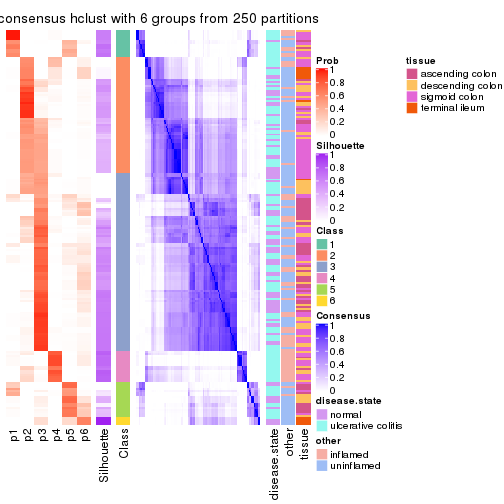 consensus hclust with 6 groups from 250 partitions
Prob
1
0.8
0.6
0.4
0.2
0
Silhouette
1
0.8
0.6
0.4
0.2
0
Class
1
2
3
4
5
6
Consensus
1
0.8
0.6
0.4
0.2
0
disease.state
normal
ulcerative colitis
other
inflamed
uninflamed
tissue
ascending colon
descending colon
sigmoid colon
terminal ileum
p1
p2
p3
p4
p5
p6
Silhouette
Class
disease.state
other
tissue